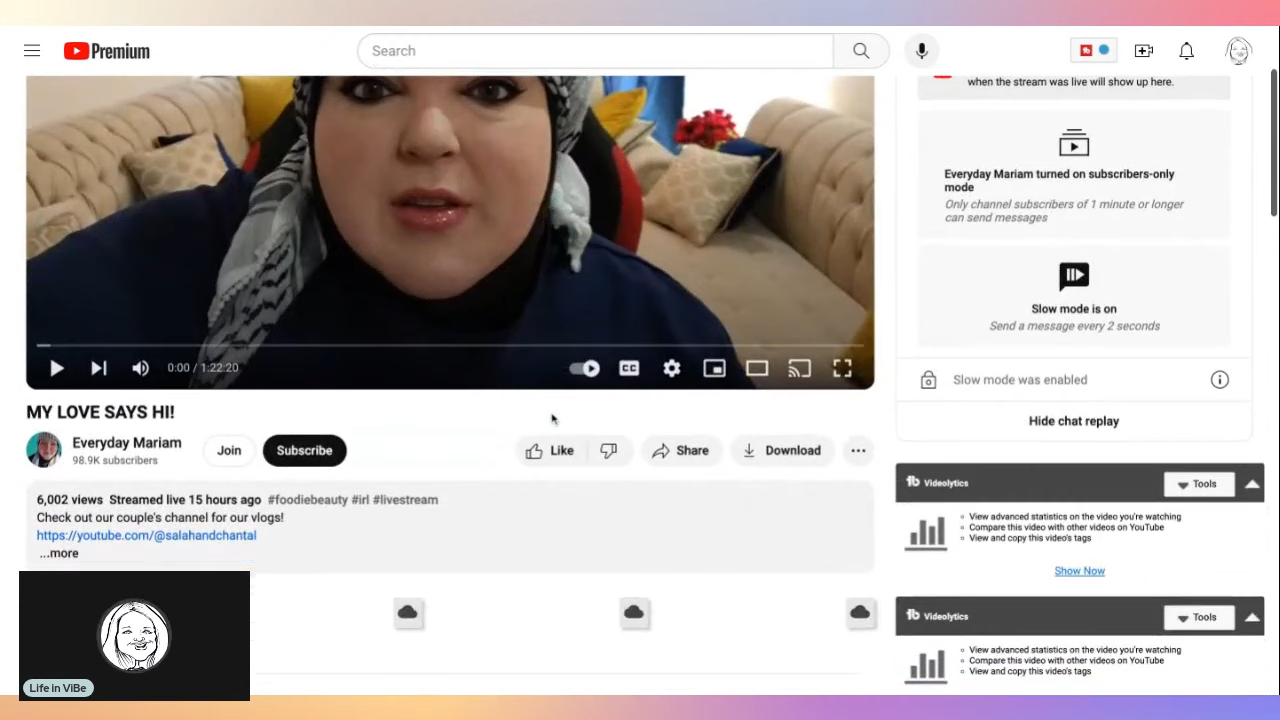 Premium
Search
when the stream was live will show up here.
Everyday Mariam turned on subscribers-only
mode
Only channel subscribers of 1 minute or longer
can send messages
Slow mode is on
Send a message every 2 seconds
Slow mode was enabled
Hide chat replay
0:00 / 1:22:20
CC
MY LOVE SAYS HI!
Everyday Mariam
98.9K subscribers
Join
Subscribe
Like
Share
Download
6,002 views Streamed live 15 hours ago #foodiebeauty #irl #livestream
Check out our couple's channel for our vlogs!
https://youtube.com/@salahandchantal
...more
tb Videolytics
Tools
View advanced statistics on the video you're watching
Compare this video with other videos on YouTube
View and copy this video's tags
Show Now
tb Videolytics
Tools
View advanced statistics on the video you're watching
Compare this video with other videos on YouTube
View and copy this video's tags
Life in ViBe